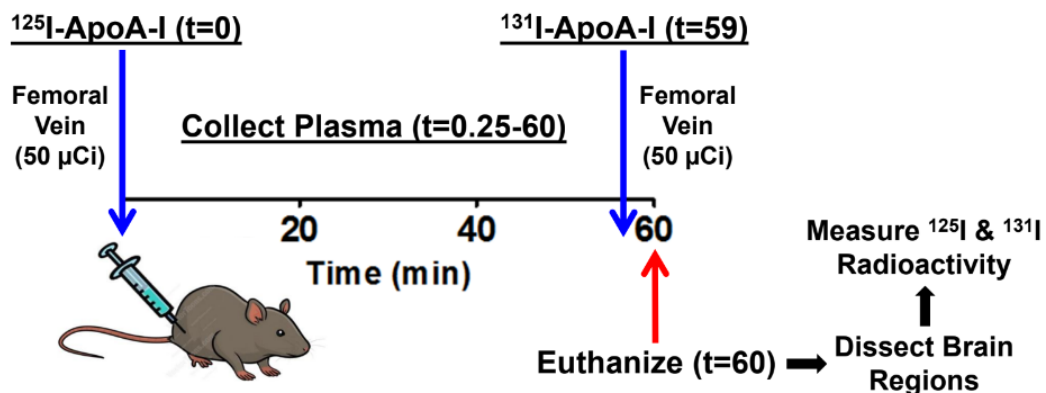 ¹²⁵I-ApoA-I (t=0)
¹³¹I-ApoA-I (t=59)
Femoral
Vein
(50 µCi)
Collect Plasma (t=0.25-60)
Femoral
Vein
(50 µCi)
20
40
60
Time (min)
Measure ¹²⁵I & ¹³¹I
Radioactivity
Euthanize (t=60)
Dissect Brain
Regions